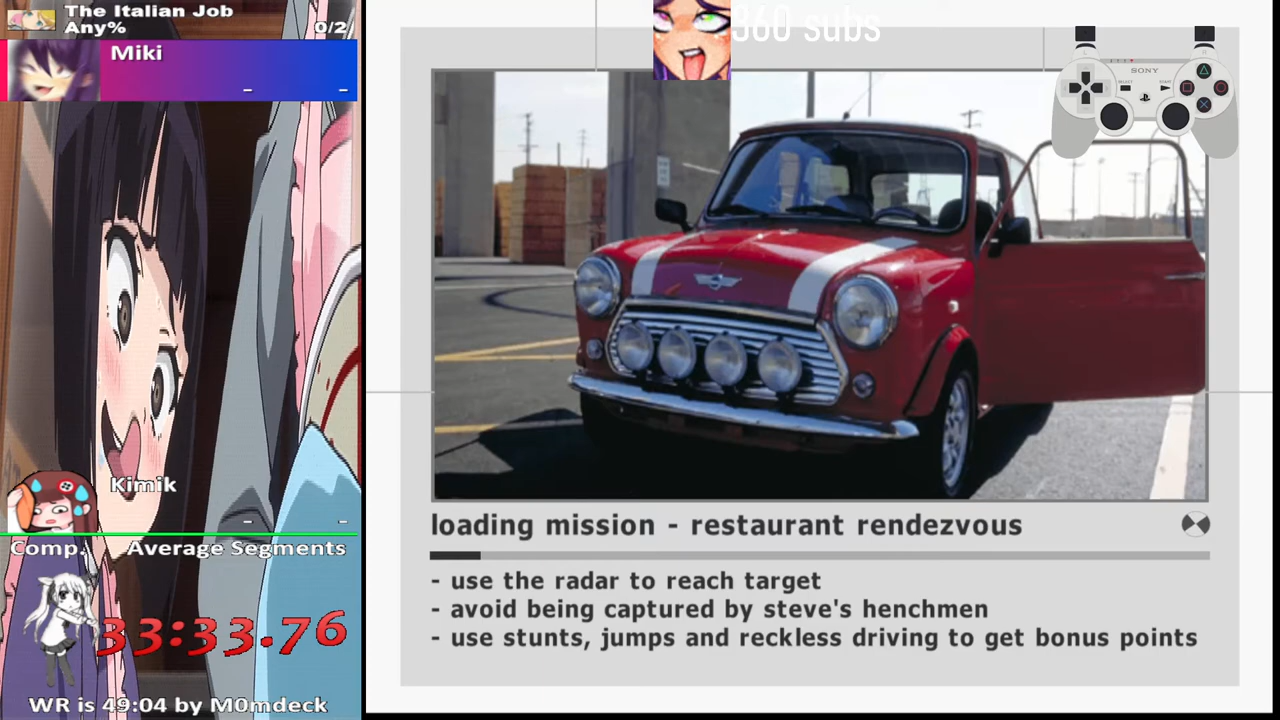 The Italian Job
Any%
0/2
Miki
-
-
Kimik
-
-
Comp.
Average Segments
33:33.76
WR is 49:04 by M0mdeck
360 subs
SONY
SELECT
START
loading mission - restaurant rendezvous
- use the radar to reach target
- avoid being captured by steve's henchmen
- use stunts, jumps and reckless driving to get bonus points